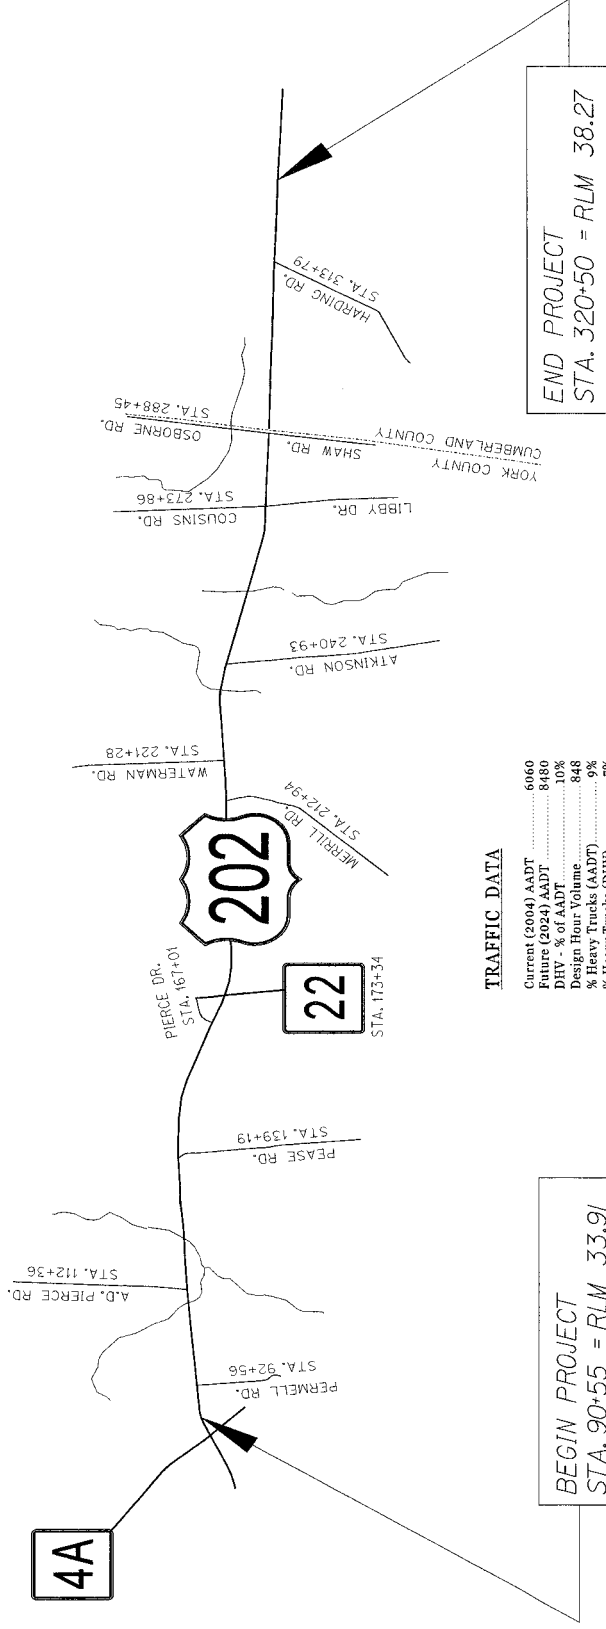 4A
PERMELL RD.
STA. 92+56
A.D. PIERCE RD.
STA. 112+36
PEASE RD.
STA. 139+19
PIERCE DR.
STA. 167+01
22
STA. 173+34
202
MERRILL RD.
STA. 212+94
WATERMAN RD.
STA. 221+28
ATKINSON RD.
STA. 240+93
COUSINS RD.
STA. 273+86
LIBBY DR.
OSBORNE RD.
STA. 288+45
SHAW RD.
YORK COUNTY
CUMBERLAND COUNTY
HARDING RD.
STA. 313+79
BEGIN PROJECT
STA. 90+55 = RLM 33.91
TRAFFIC DATA
Current (2004) AADT 6060
Future (2024) AADT 8480
DHV - % of AADT 10%
Design Hour Volume 848
% Heavy Trucks (AADT) 9%
END PROJECT
STA. 320+50 = RLM 38.27